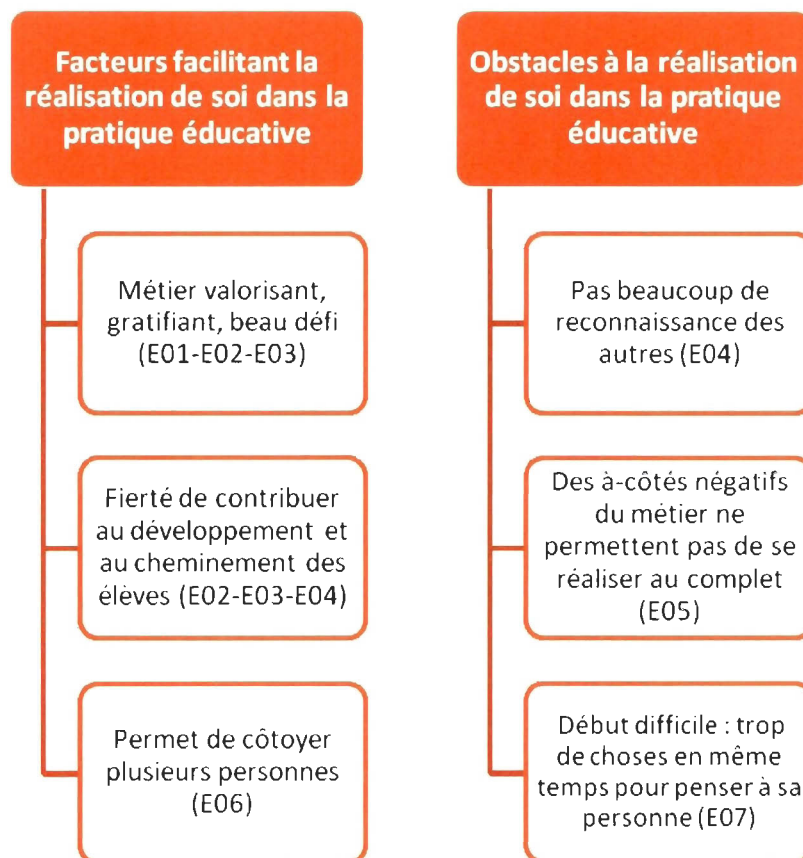 Facteurs facilitant la
réalisation de soi dans la
pratique éducative
Métier valorisant,
gratifiant, beau défi
(E01-E02-E03)
Fierté de contribuer
au développement et
au cheminement des
élèves (E02-E03-E04)
Permet de côtoyer
plusieurs personnes
(E06)
Obstacles à la réalisation
de soi dans la pratique
éducative
Pas beaucoup de
reconnaissance des
autres (E04)
Des à-côtés négatifs
du métier ne
permettent pas de se
réaliser au complet
(E05)
Début difficile : trop
de choses en même
temps pour penser à sa
personne (E07)